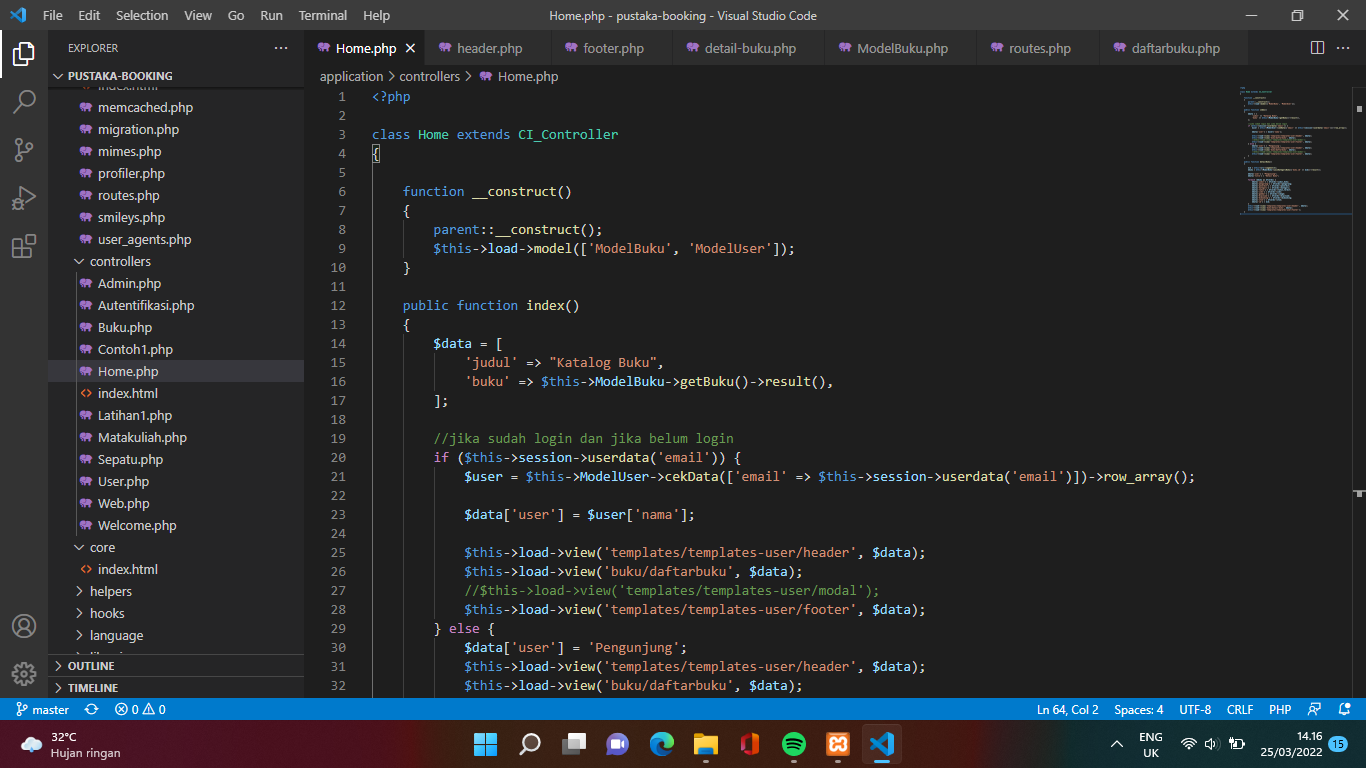 File Edit Selection View Go Run Terminal Help
Home.php - pustaka-booking - Visual Studio Code
EXPLORER
PUSTAKA-BOOKING
index.html
memcached.php
migration.php
mimes.php
profiler.php
routes.php
smileys.php
user_agents.php
controllers
Admin.php
Autentifikasi.php
Buku.php
Contoh1.php
Home.php
index.html
Latihan1.php
Matakuliah.php
Sepatu.php
User.php
Web.php
Welcome.php
core
index.html
helpers
hooks
language
OUTLINE
TIMELINE
Home.php header.php footer.php detail-buku.php ModelBuku.php routes.php daftarbuku.php
application > controllers > Home.php
1 <?php
2
3 class Home extends CI_Controller
4 {
5
6 function __construct()
7 {
8 parent::__construct();
9 $this->load->model(['ModelBuku', 'ModelUser']);
10 }
11
12 public function index()
13 {
14 $data = [
15 'judul' => "Katalog Buku",
16 'buku' => $this->ModelBuku->getBuku()->result(),
17 ];
18
19 //jika sudah login dan jika belum login
20 if ($this->session->userdata('email')) {
21 $user = $this->ModelUser->cekData(['email' => $this->session->userdata('email')])->row_array();
22
23 $data['user'] = $user['nama'];
24
25 $this->load->view('templates/templates-user/header', $data);
26 $this->load->view('buku/daftarbuku', $data);
27 //$this->load->view('templates/templates-user/modal');
28 $this->load->view('templates/templates-user/footer', $data);
29 } else {
30 $data['user'] = 'Pengunjung';
31 $this->load->view('templates/templates-user/header', $data);
32 $this->load->view('buku/daftarbuku', $data);
master 0 0
Ln 64, Col 2 Spaces: 4 UTF-8 CRLF PHP
32°C
Hujan ringan
ENG
UK
14.16
25/03/2022
15